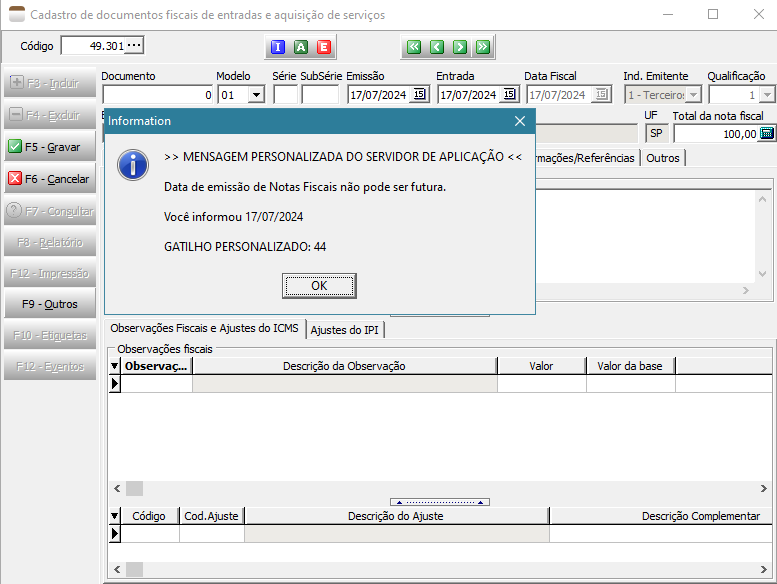 Cadastro de documentos fiscais de entradas e aquisição de serviços
Código 49.301 ... I A E
F3 - Incluir
F4 - Excluir
F5 - Gravar
F6 - Cancelar
F7 - Consultar
F8 - Relatório
F12 - Impressão
F9 - Outros
F10 - Etiquetas
F12 - Eventos
Documento Modelo Série SubSérie Emissão Entrada Data Fiscal Ind. Emitente Qualificação
0 01 17/07/2024 15 17/07/2024 15 17/07/2024 15 1 - Terceiros 1
UF Total da nota fiscal
SP 100,00
rmações/Referências Outros
Information
>> MENSAGEM PERSONALIZADA DO SERVIDOR DE APLICAÇÃO <<
Data de emissão de Notas Fiscais não pode ser futura.
Você informou 17/07/2024
GATILHO PERSONALIZADO: 44
OK
Observações Fiscais e Ajustes do ICMS Ajustes do IPI
Observações fiscais
Observaç... Descrição da Observação Valor Valor da base
Código Cod.Ajuste Descrição do Ajuste Descrição Complementar